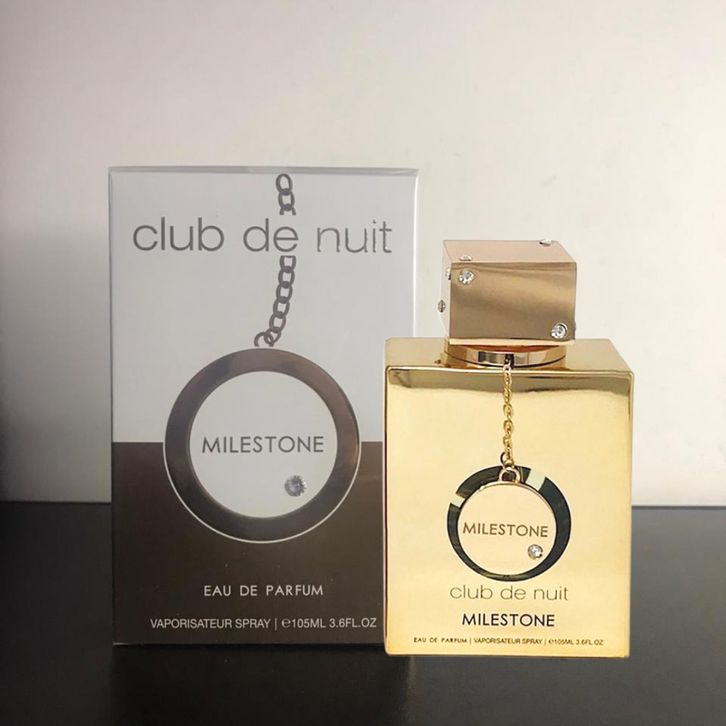 club de nuit
MILESTONE
EAU DE PARFUM
VAPORISATEUR SPRAY | ℮105ML 3.6FL.OZ
MILESTONE
club de nuit
MILESTONE
EAU DE PARFUM | VAPORISATEUR SPRAY | ℮105ML 3.6FL.OZ